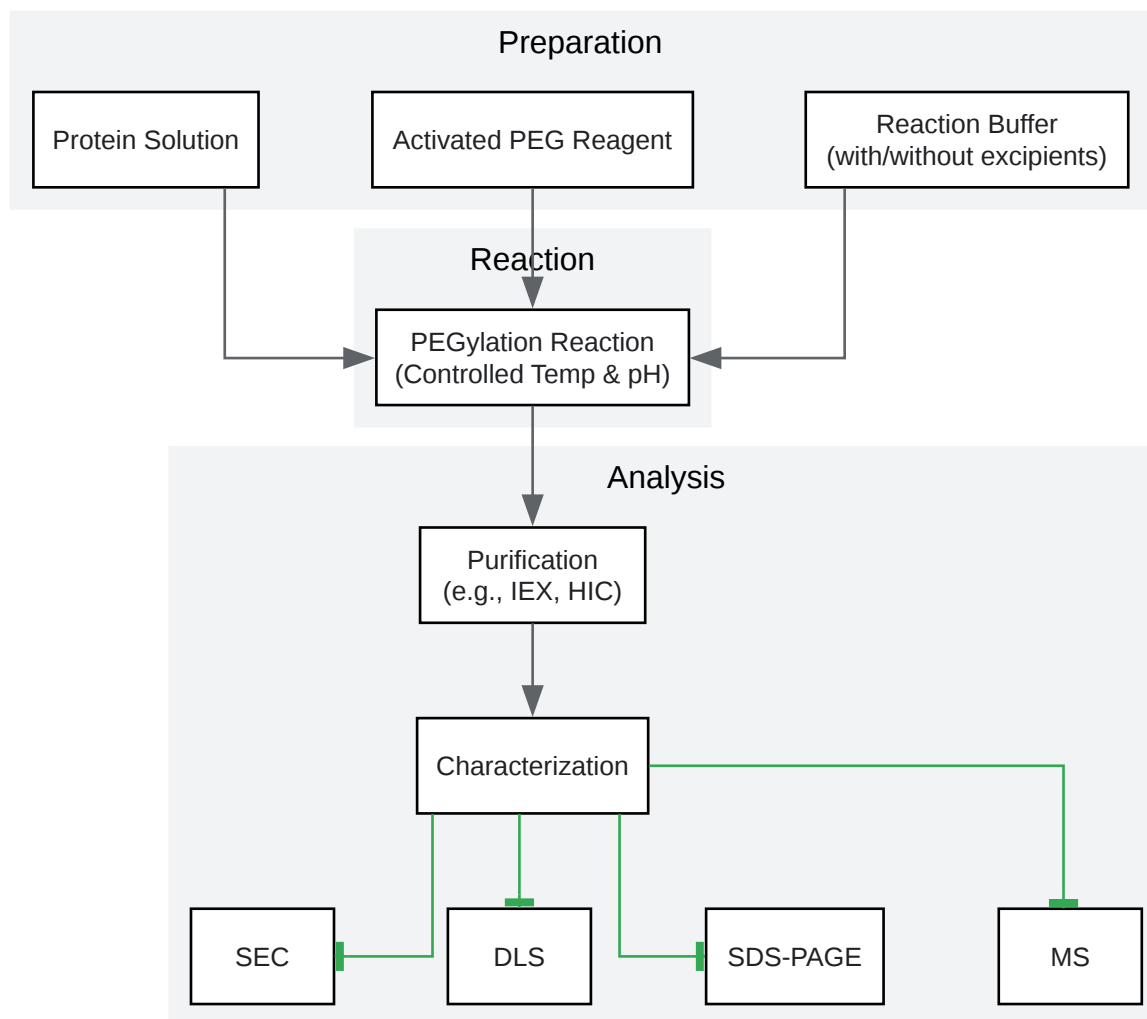 Preparation
Protein Solution
Activated PEG Reagent
Reaction Buffer
(with/without excipients)
Reaction
PEGylation Reaction
(Controlled Temp & pH)
Analysis
Purification
(e.g., IEX, HIC)
Characterization
SEC
DLS
SDS-PAGE
MS